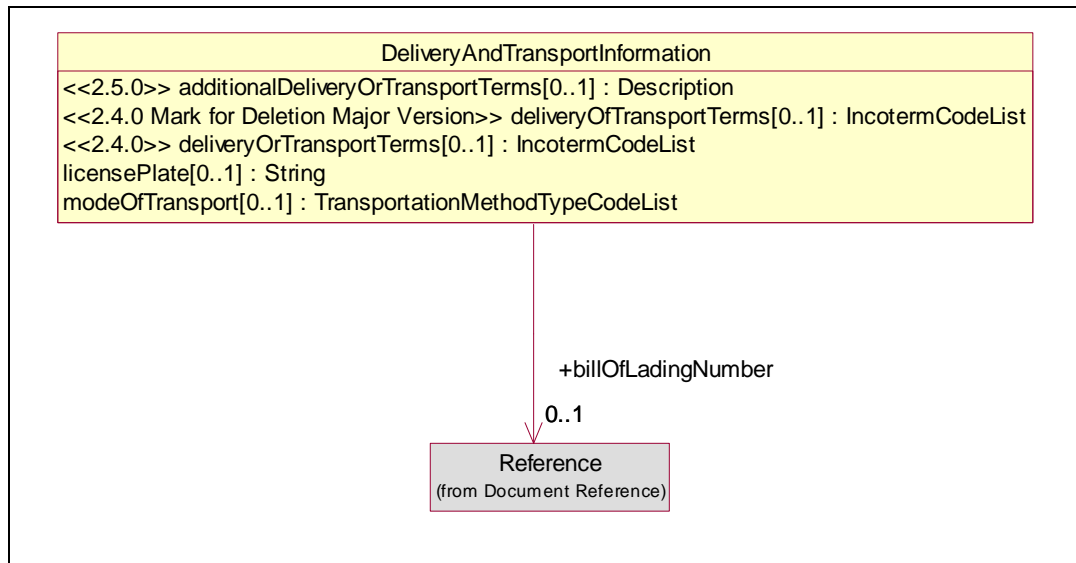 DeliveryAndTransportInformation
<<2.5.0>> additionalDeliveryOrTransportTerms[0..1] : Description
<<2.4.0 Mark for Deletion Major Version>> deliveryOfTransportTerms[0..1] : IncotermCodeList
<<2.4.0>> deliveryOrTransportTerms[0..1] : IncotermCodeList
licensePlate[0..1] : String
modeOfTransport[0..1] : TransportationMethodTypeCodeList
+billOfLadingNumber
0..1
Reference
(from Document Reference)